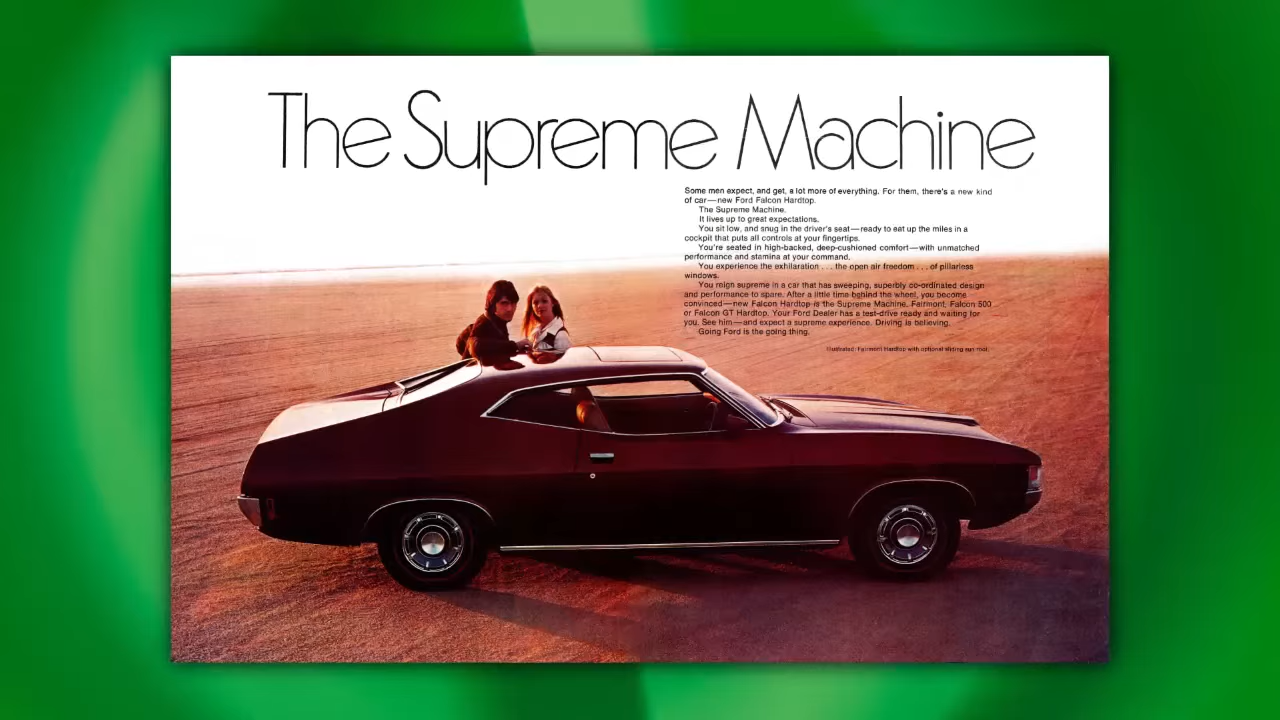 The Supreme Machine
Some men expect, and get, a lot more of everything. For them, there's a new kind
of car—new Ford Falcon Hardtop.
The Supreme Machine.
It lives up to great expectations.
You sit low, and snug in the driver's seat—ready to eat up the miles in a
cockpit that puts all controls at your fingertips.
You're seated in high-backed, deep-cushioned comfort—with unmatched
performance and stamina at your command.
You experience the exhilaration . . . the open air freedom . . . of pillarless
windows.
You reign supreme in a car that has sweeping, superbly co-ordinated design
and performance to spare. After a little time behind the wheel, you become
convinced—new Falcon Hardtop is the Supreme Machine. Fairmont, Falcon 500
or Falcon GT Hardtop. Your Ford Dealer has a test-drive ready and waiting for
you. See him—and expect a supreme experience. Driving is believing.
Going Ford is the going thing.
Illustrated: Fairmont Hardtop with optional sliding sun roof.